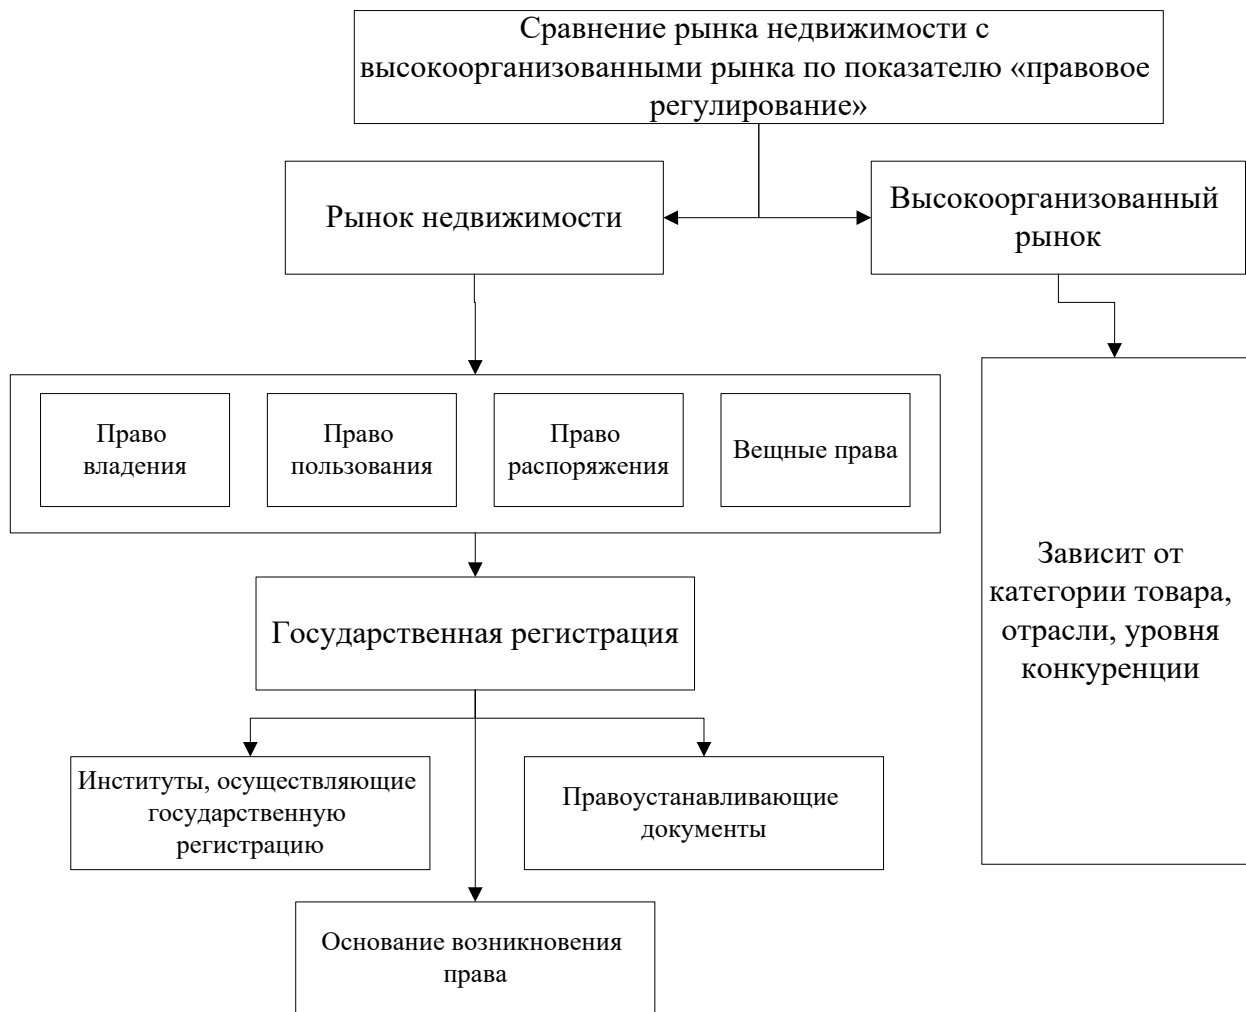 Сравнение рынка недвижимости с
высокоорганизованными рынка по показателю «правовое
регулирование»
Рынок недвижимости
Высокоорганизованный
рынок
Право
владения
Право
пользования
Право
распоряжения
Вещные права
Государственная регистрация
Зависит от
категории товара,
отрасли, уровня
конкуренции
Институты, осуществляющие
государственную
регистрацию
Правоустанавливающие
документы
Основание возникновения
права